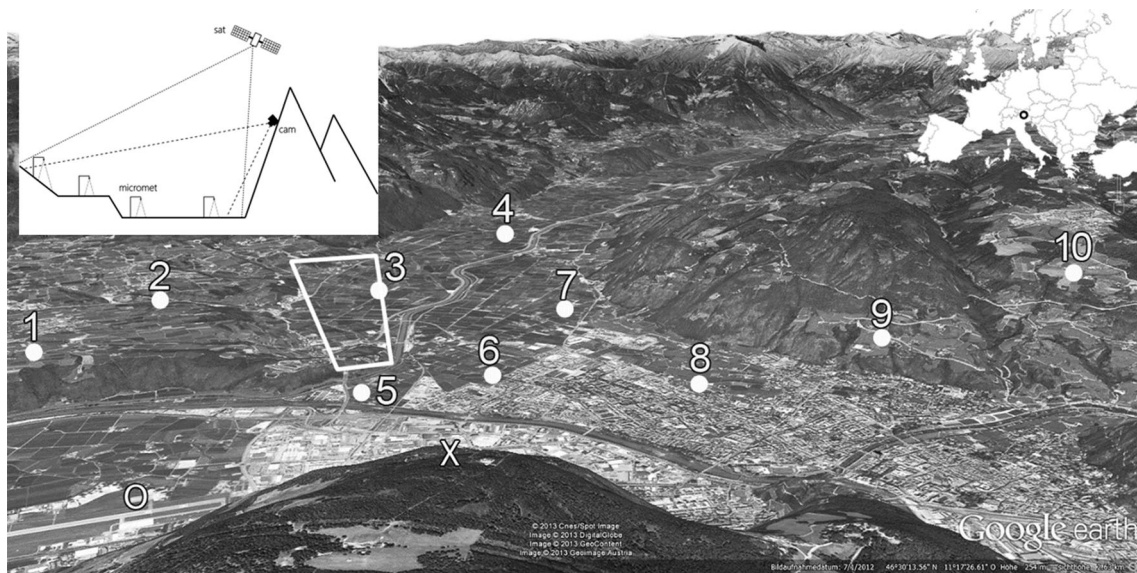 sat
cam
micromet
4
10
3
2
7
9
1
6
8
5
X
O
© 2013 Cnes/Spot Image
Image © 2013 DigitalGlobe
Image © 2013 GeoContent
Image © 2013 Geoimage Austria
Google earth
Bildaufnahmedatum: 7/1/2012 46°30'13.56" N 11°17'26.61" O Höhe 254 m